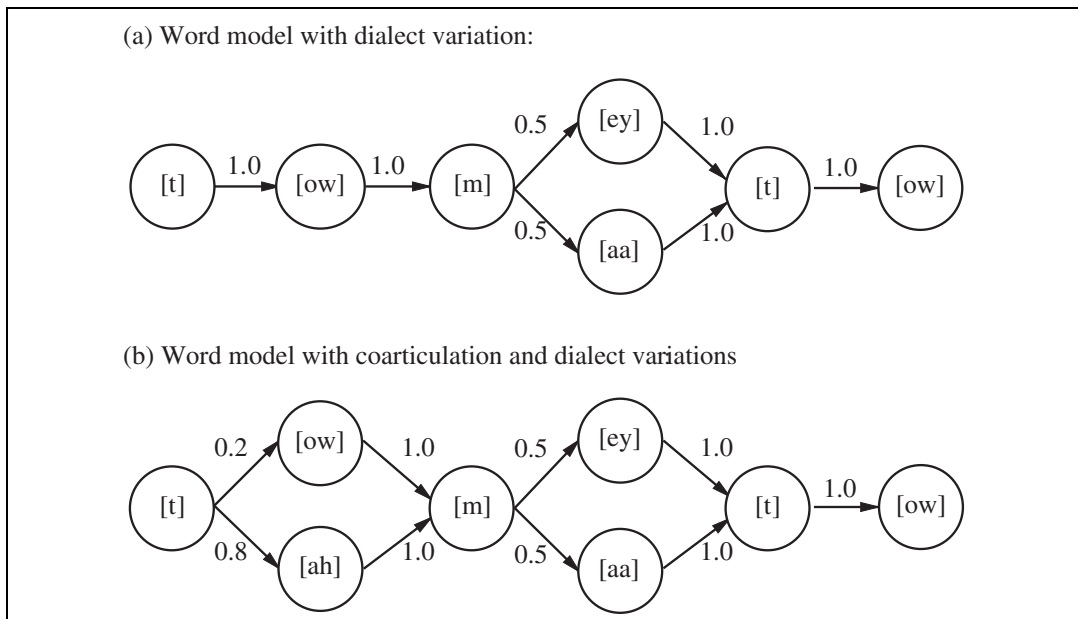 (a) Word model with dialect variation:
[ey]
0.5 1.0
1.0 1.0 1.0
[t] [ow] [m] [t] [ow]
0.5 1.0
[aa]
(b) Word model with coarticulation and dialect variations
[ow] [ey]
0.2 1.0 0.5 1.0
1.0
[t] [m] [t] [ow]
0.8 1.0 0.5 1.0
[ah] [aa]